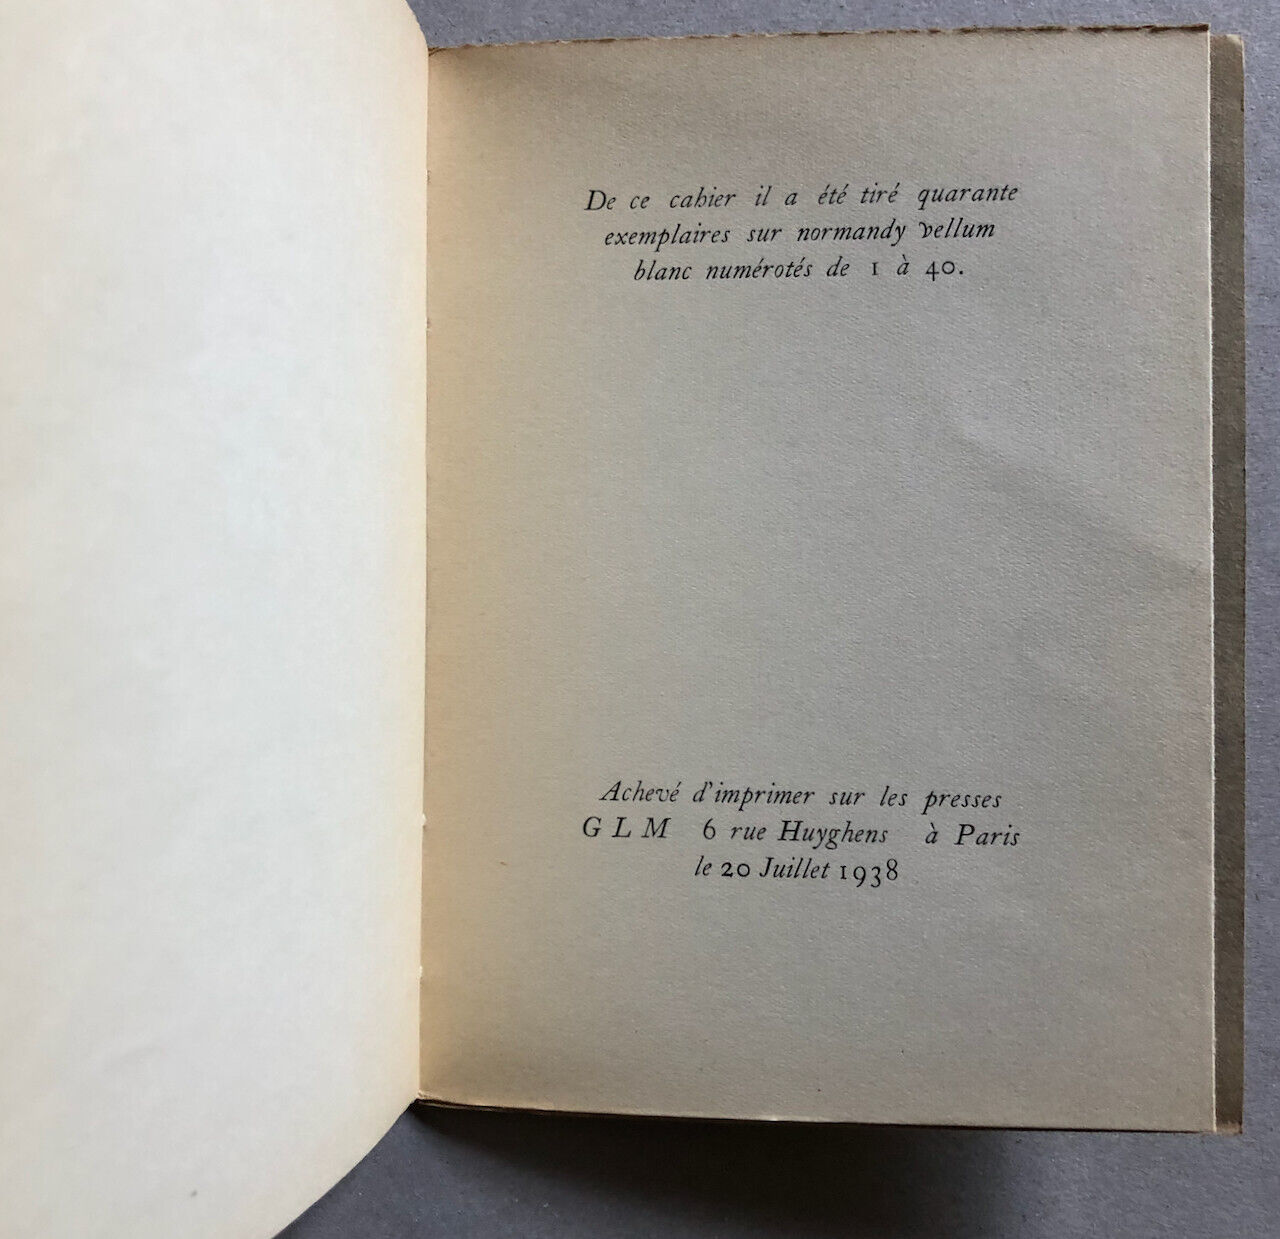 De ce cahier il a été tiré quarante
exemplaires sur normandy vellum
blanc numérotés de 1 à 40.
Achevé d'imprimer sur les presses
G L M 6 rue Huyghens à Paris
le 20 Juillet 1938